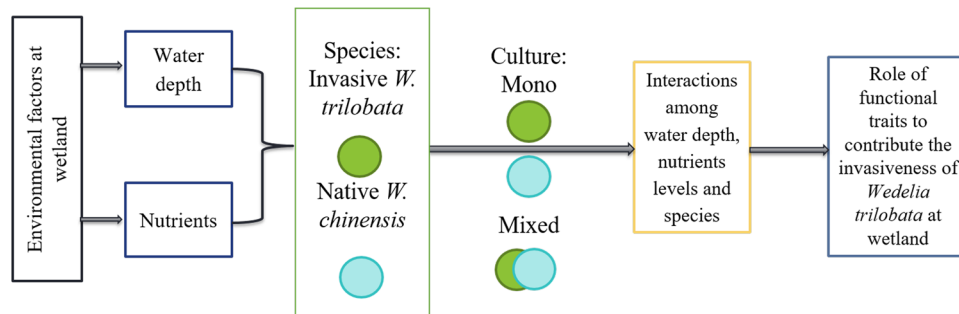 Environmental factors at
wetland
Water
depth
Nutrients
Species:
Invasive W.
trilobata
Native W.
chinensis
Culture:
Mono
Mixed
Interactions
among
water depth,
nutrients
levels and
species
Role of
functional
traits to
contribute the
invasiveness of
Wedelia
trilobata at
wetland